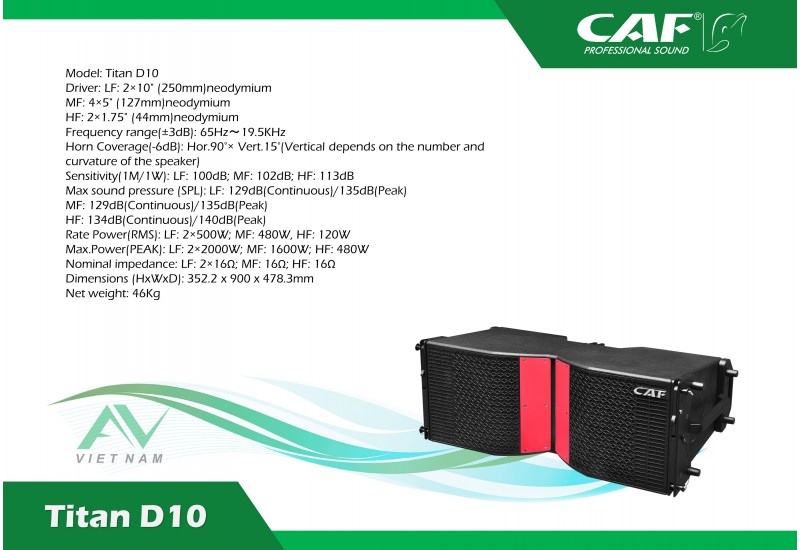 CAF®
PROFESSIONAL SOUND
Model: Titan D10
Driver: LF: 2×10" (250mm)neodymium
MF: 4×5" (127mm)neodymium
HF: 2×1.75" (44mm)neodymium
Frequency range(±3dB): 65Hz～19.5KHz
Horn Coverage(-6dB): Hor.90°× Vert.15°(Vertical depends on the number and
curvature of the speaker)
Sensitivity(1M/1W): LF: 100dB; MF: 102dB; HF: 113dB
Max sound pressure (SPL): LF: 129dB(Continuous)/135dB(Peak)
MF: 129dB(Continuous)/135dB(Peak)
HF: 134dB(Continuous)/140dB(Peak)
Rate Power(RMS): LF: 2×500W; MF: 480W, HF: 120W
Max.Power(PEAK): LF: 2×2000W; MF: 1600W; HF: 480W
Nominal impedance: LF: 2×16Ω; MF: 16Ω; HF: 16Ω
Dimensions (HxWxD): 352.2 x 900 x 478.3mm
Net weight: 46Kg
CAF
AV
VIET NAM
Titan D10